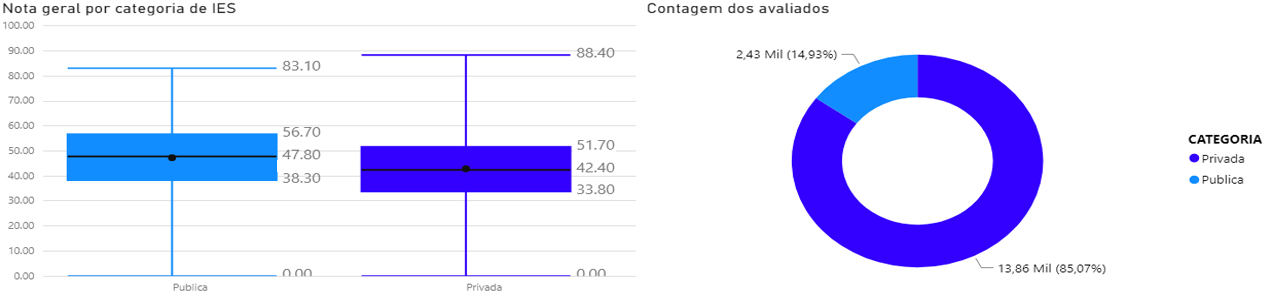 Nota geral por categoria de IES
100.00
90.00
80.00
70.00
60.00
50.00
40.00
30.00
20.00
10.00
0.00
83.10
56.70
47.80
38.30
0.00
88.40
51.70
42.40
33.80
0.00
Publica
Privada
Contagem dos avaliados
2,43 Mil (14,93%)
13,86 Mil (85,07%)
CATEGORIA
Privada
Publica